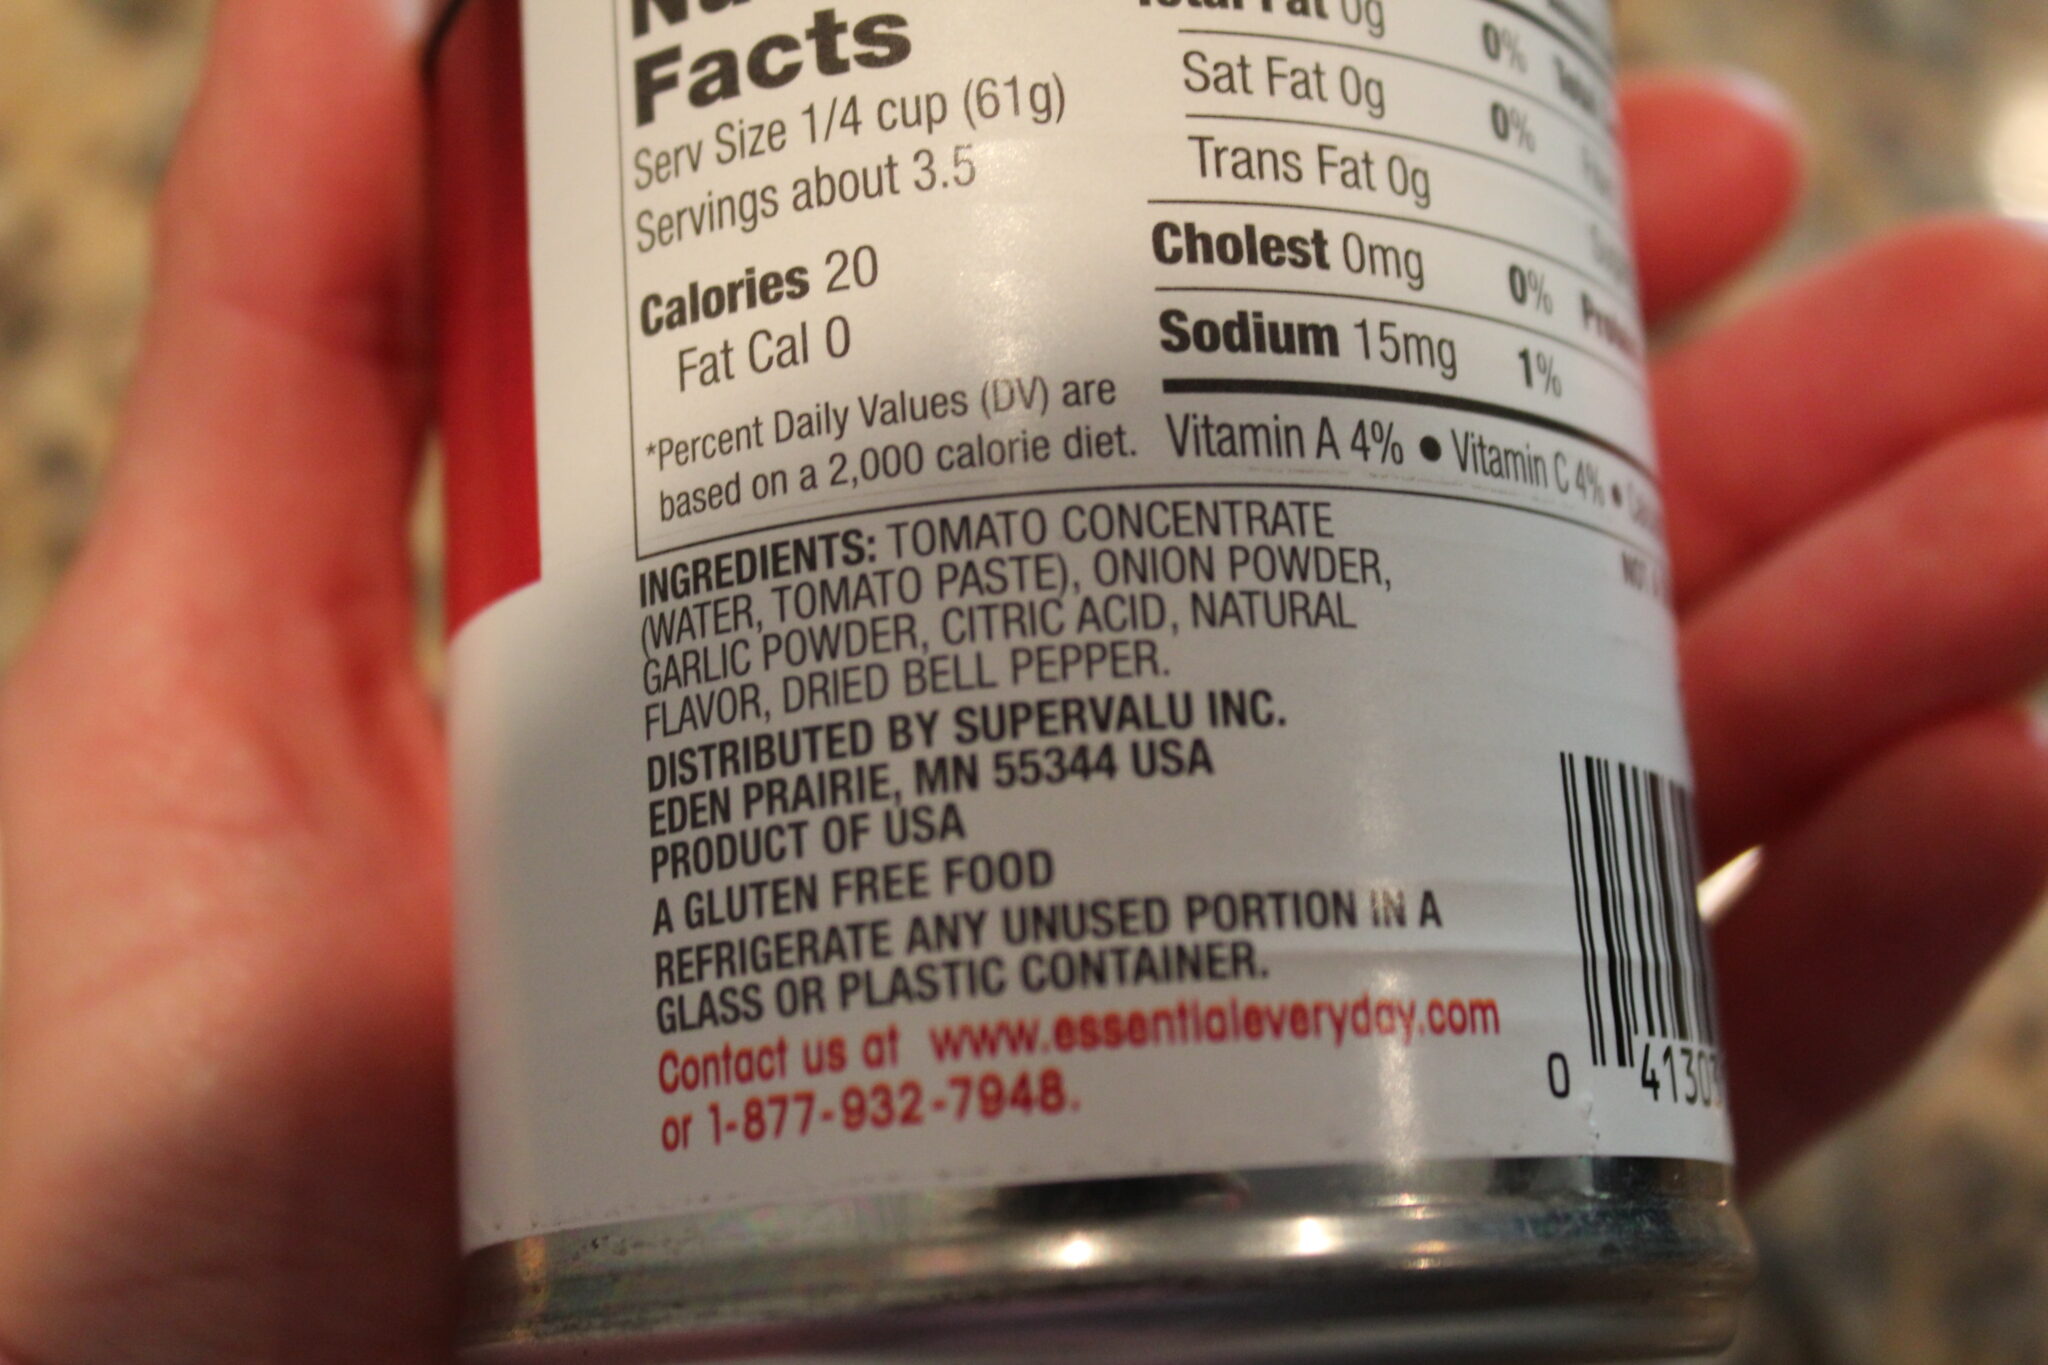 Facts
Serv Size 1/4 cup (61g)
Servings about 3.5
Calories 20
Fat Cal 0
*Percent Daily Values (DV) are
based on a 2,000 calorie diet.
Total Fat 0g 0%
Sat Fat 0g 0%
Trans Fat 0g
Cholest 0mg 0%
Sodium 15mg 1%
Vitamin A 4% ● Vitamin C 4% ●
INGREDIENTS: TOMATO CONCENTRATE
(WATER, TOMATO PASTE), ONION POWDER,
GARLIC POWDER, CITRIC ACID, NATURAL
FLAVOR, DRIED BELL PEPPER.
DISTRIBUTED BY SUPERVALU INC.
EDEN PRAIRIE, MN 55344 USA
PRODUCT OF USA
A GLUTEN FREE FOOD
REFRIGERATE ANY UNUSED PORTION IN A
GLASS OR PLASTIC CONTAINER.
Contact us at www.essentialeveryday.com
or 1-877-932-7948.
0 41303